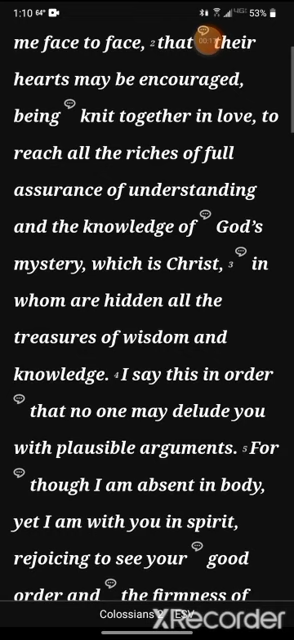 1:10 64°
4G 53%
me face to face, 2 that their
hearts may be encouraged,
being knit together in love, to
reach all the riches of full
assurance of understanding
and the knowledge of God's
mystery, which is Christ, 3 in
whom are hidden all the
treasures of wisdom and
knowledge. 4 I say this in order
that no one may delude you
with plausible arguments. 5 For
though I am absent in body,
yet I am with you in spirit,
rejoicing to see your good
order and the firmness of
Colossians ESV
XRecorder